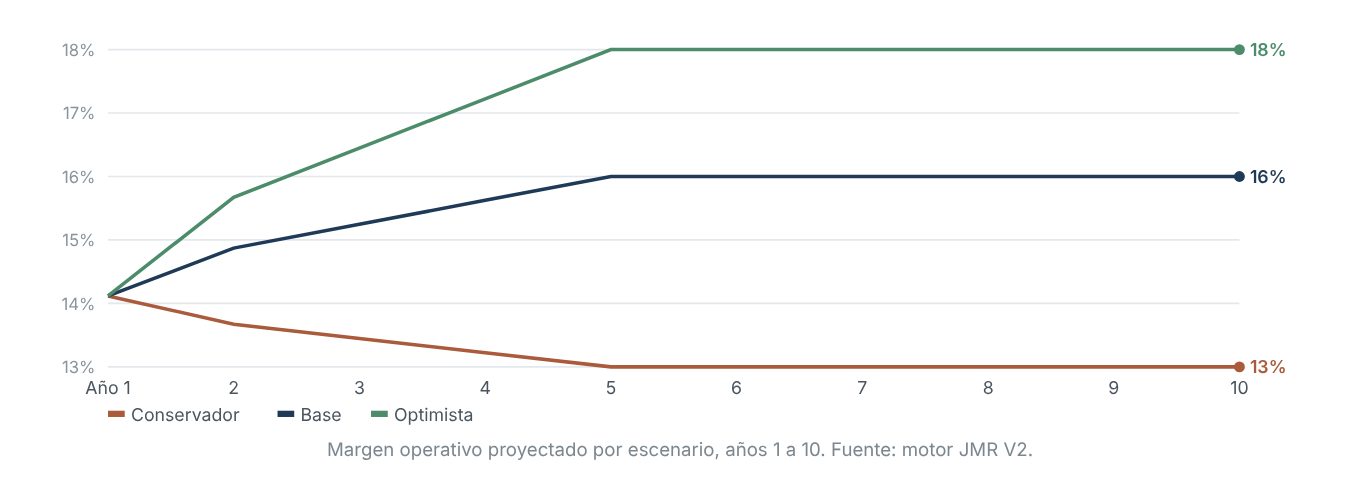 18% 18%
17%
16% 16%
15%
14%
13% 13%
Año 1 2 3 4 5 6 7 8 9 10
Conservador Base Optimista
Margen operativo proyectado por escenario, años 1 a 10. Fuente: motor JMR V2.